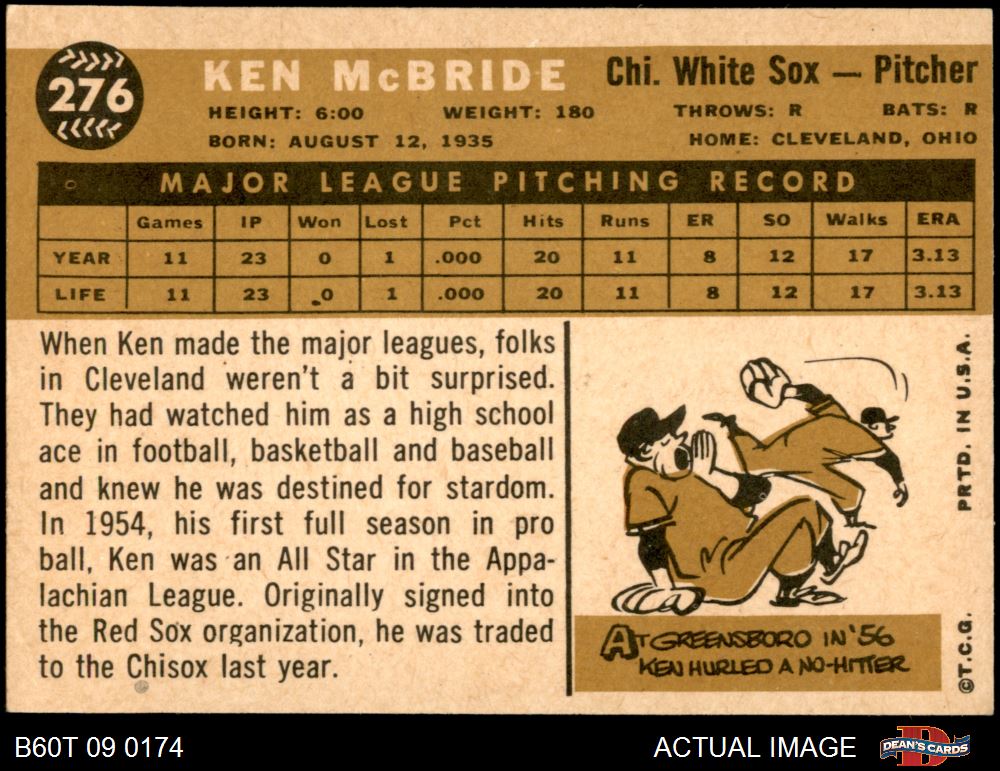 276
KEN McBRIDE
Chi. White Sox — Pitcher
HEIGHT: 6:00 WEIGHT: 180 THROWS: R BATS: R
BORN: AUGUST 12, 1935 HOME: CLEVELAND, OHIO
MAJOR LEAGUE PITCHING RECORD
Games IP Won Lost Pct Hits Runs ER SO Walks ERA
YEAR 11 23 0 1 .000 20 11 8 12 17 3.13
LIFE 11 23 0 1 .000 20 11 8 12 17 3.13
When Ken made the major leagues, folks
in Cleveland weren't a bit surprised.
They had watched him as a high school
ace in football, basketball and baseball
and knew he was destined for stardom.
In 1954, his first full season in pro
ball, Ken was an All Star in the Appa-
lachian League. Originally signed into
the Red Sox organization, he was traded
to the Chisox last year.
AT GREENSBORO IN '56
KEN HURLED A NO-HITTER
PRTD. IN U.S.A.
©T.C.G.
B60T 09 0174
ACTUAL IMAGE
D
DEAN'S CARDS